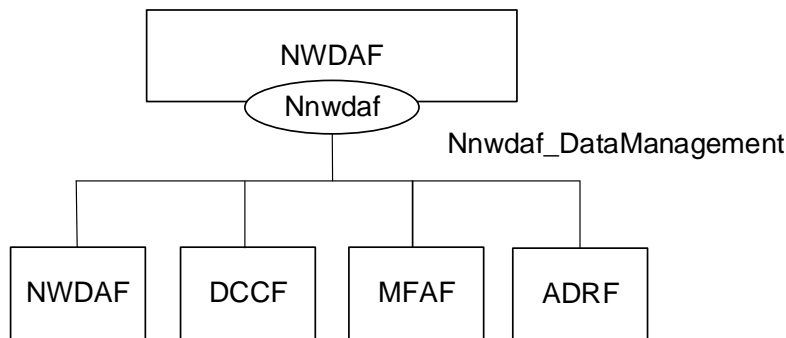 NWDAF
Nnwdaf
Nnwdaf_DataManagement
NWDAF
DCCF
MFAF
ADRF